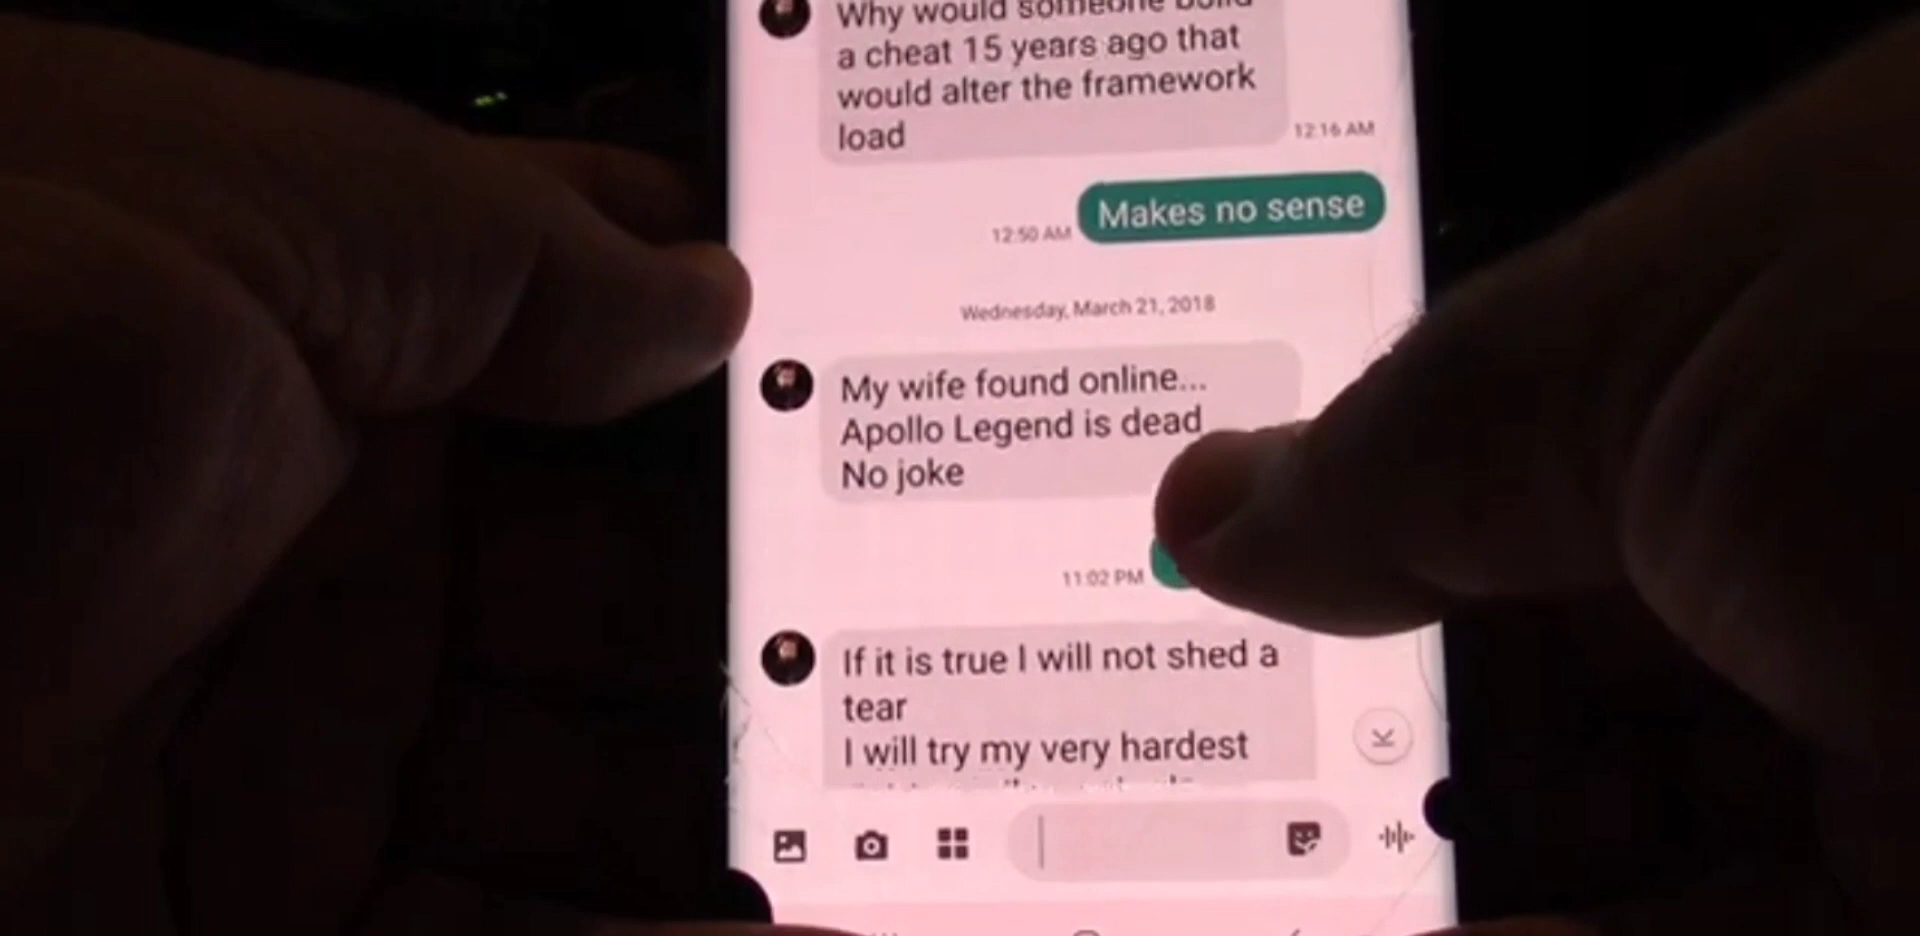 Why would someone build
a cheat 15 years ago that
would alter the framework
load
12:16 AM
Makes no sense
12:50 AM
Wednesday, March 21, 2018
My wife found online...
Apollo Legend is dead
No joke
11:02 PM
If it is true I will not shed a
tear
I will try my very hardest